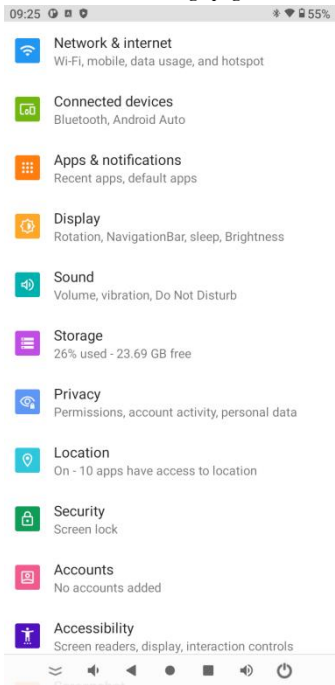 09:25 55%
Network & internet
Wi-Fi, mobile, data usage, and hotspot
Connected devices
Bluetooth, Android Auto
Apps & notifications
Recent apps, default apps
Display
Rotation, NavigationBar, sleep, Brightness
Sound
Volume, vibration, Do Not Disturb
Storage
26% used - 23.69 GB free
Privacy
Permissions, account activity, personal data
Location
On - 10 apps have access to location
Security
Screen lock
Accounts
No accounts added
Accessibility
Screen readers, display, interaction controls